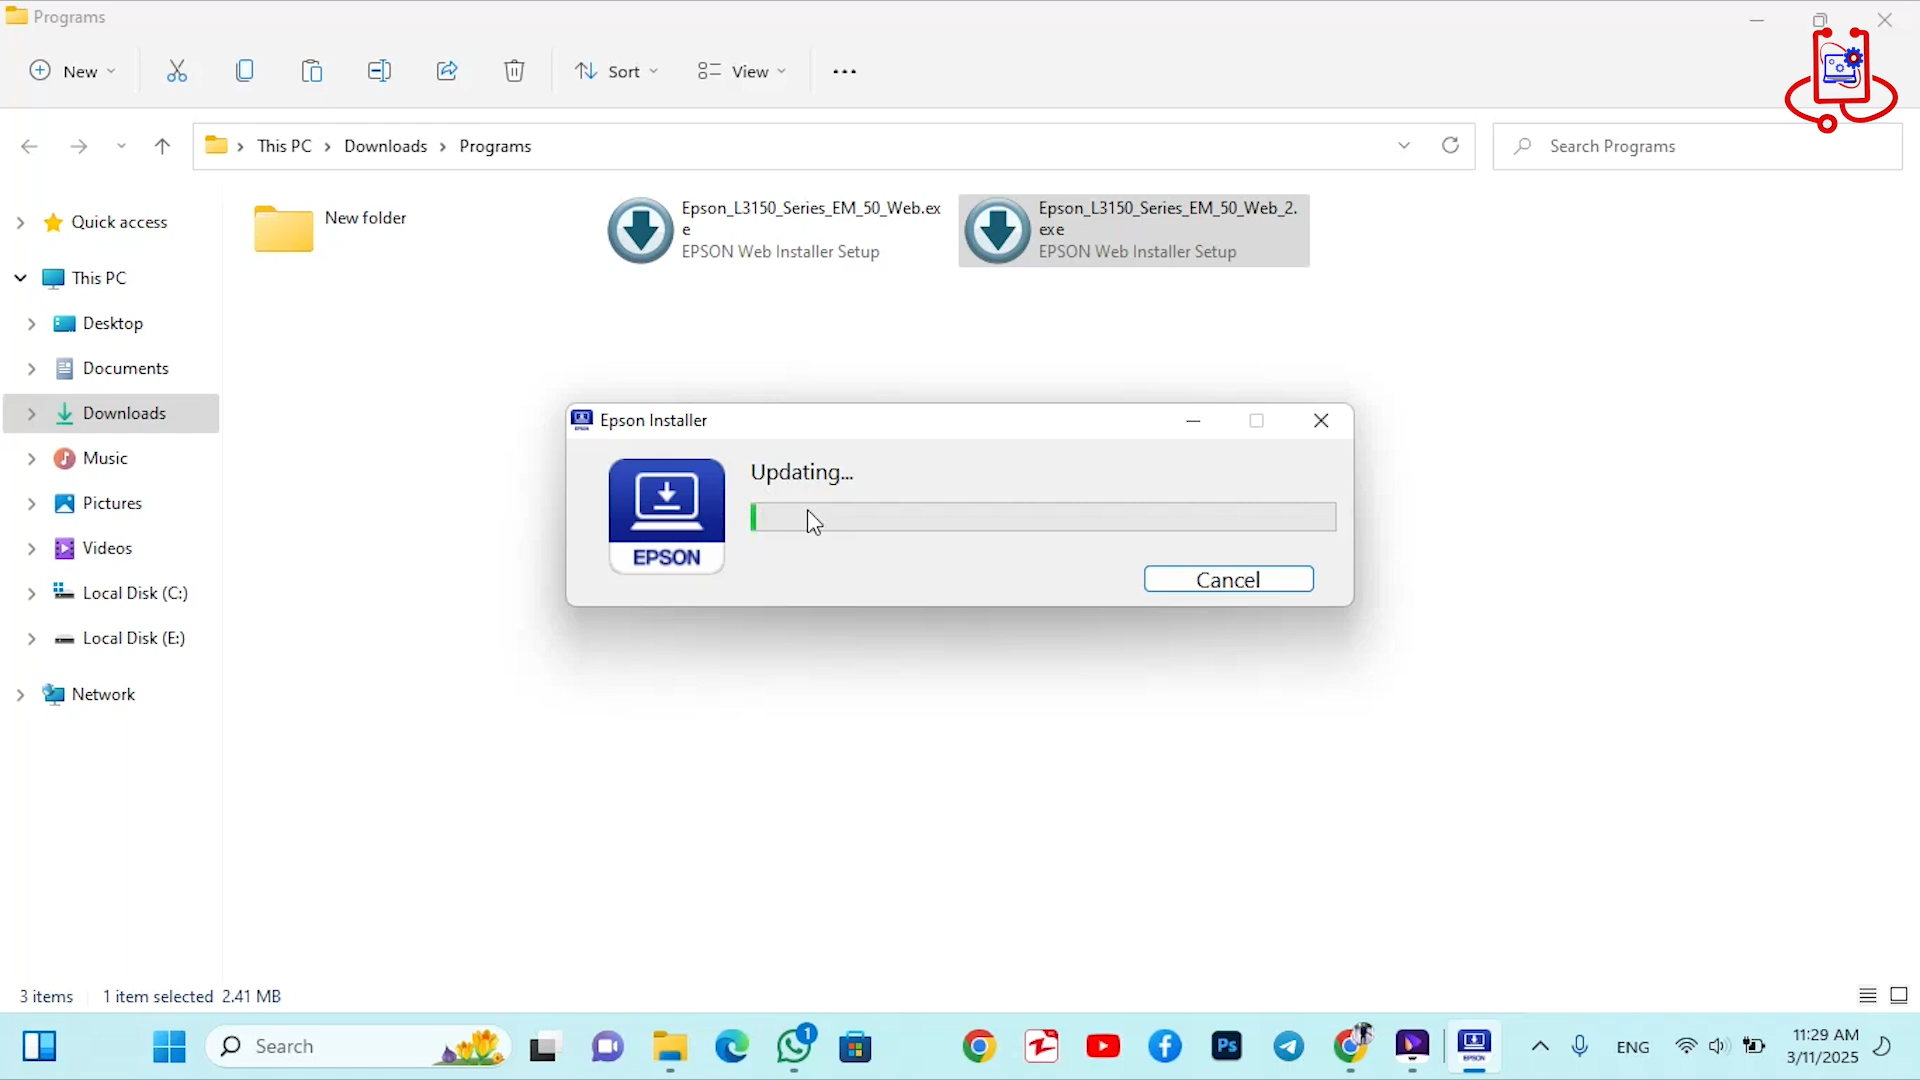 Programs
New
Sort
View
This PC
Downloads
Programs
Search Programs
Quick access
This PC
Desktop
Documents
Downloads
Music
Pictures
Videos
Local Disk (C:)
Local Disk (E:)
Network
New folder
Epson_L3150_Series_EM_50_Web.ex
e
EPSON Web Installer Setup
Epson_L3150_Series_EM_50_Web_2.
exe
EPSON Web Installer Setup
Epson Installer
Updating...
EPSON
Cancel
3 items
1 item selected 2.41 MB
Search
1
Ps
EPSON
ENG
11:29 AM
3/11/2025